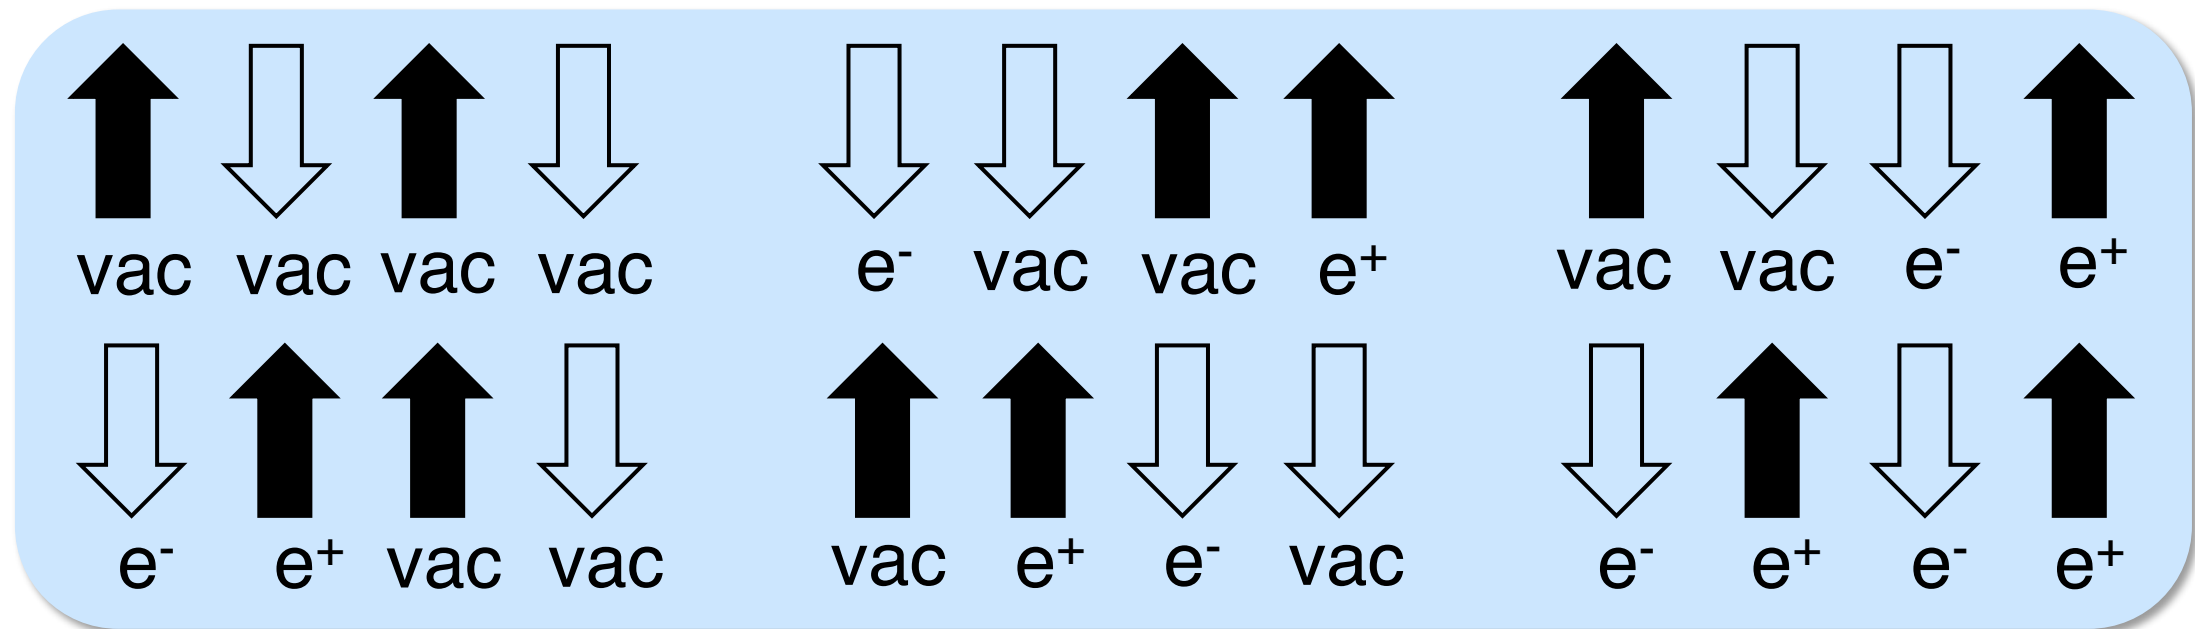 vac vac vac vac e⁻ vac vac e⁺ vac vac e⁻ e⁺
e⁻ e⁺ vac vac vac e⁺ e⁻ vac e⁻ e⁺ e⁻ e⁺